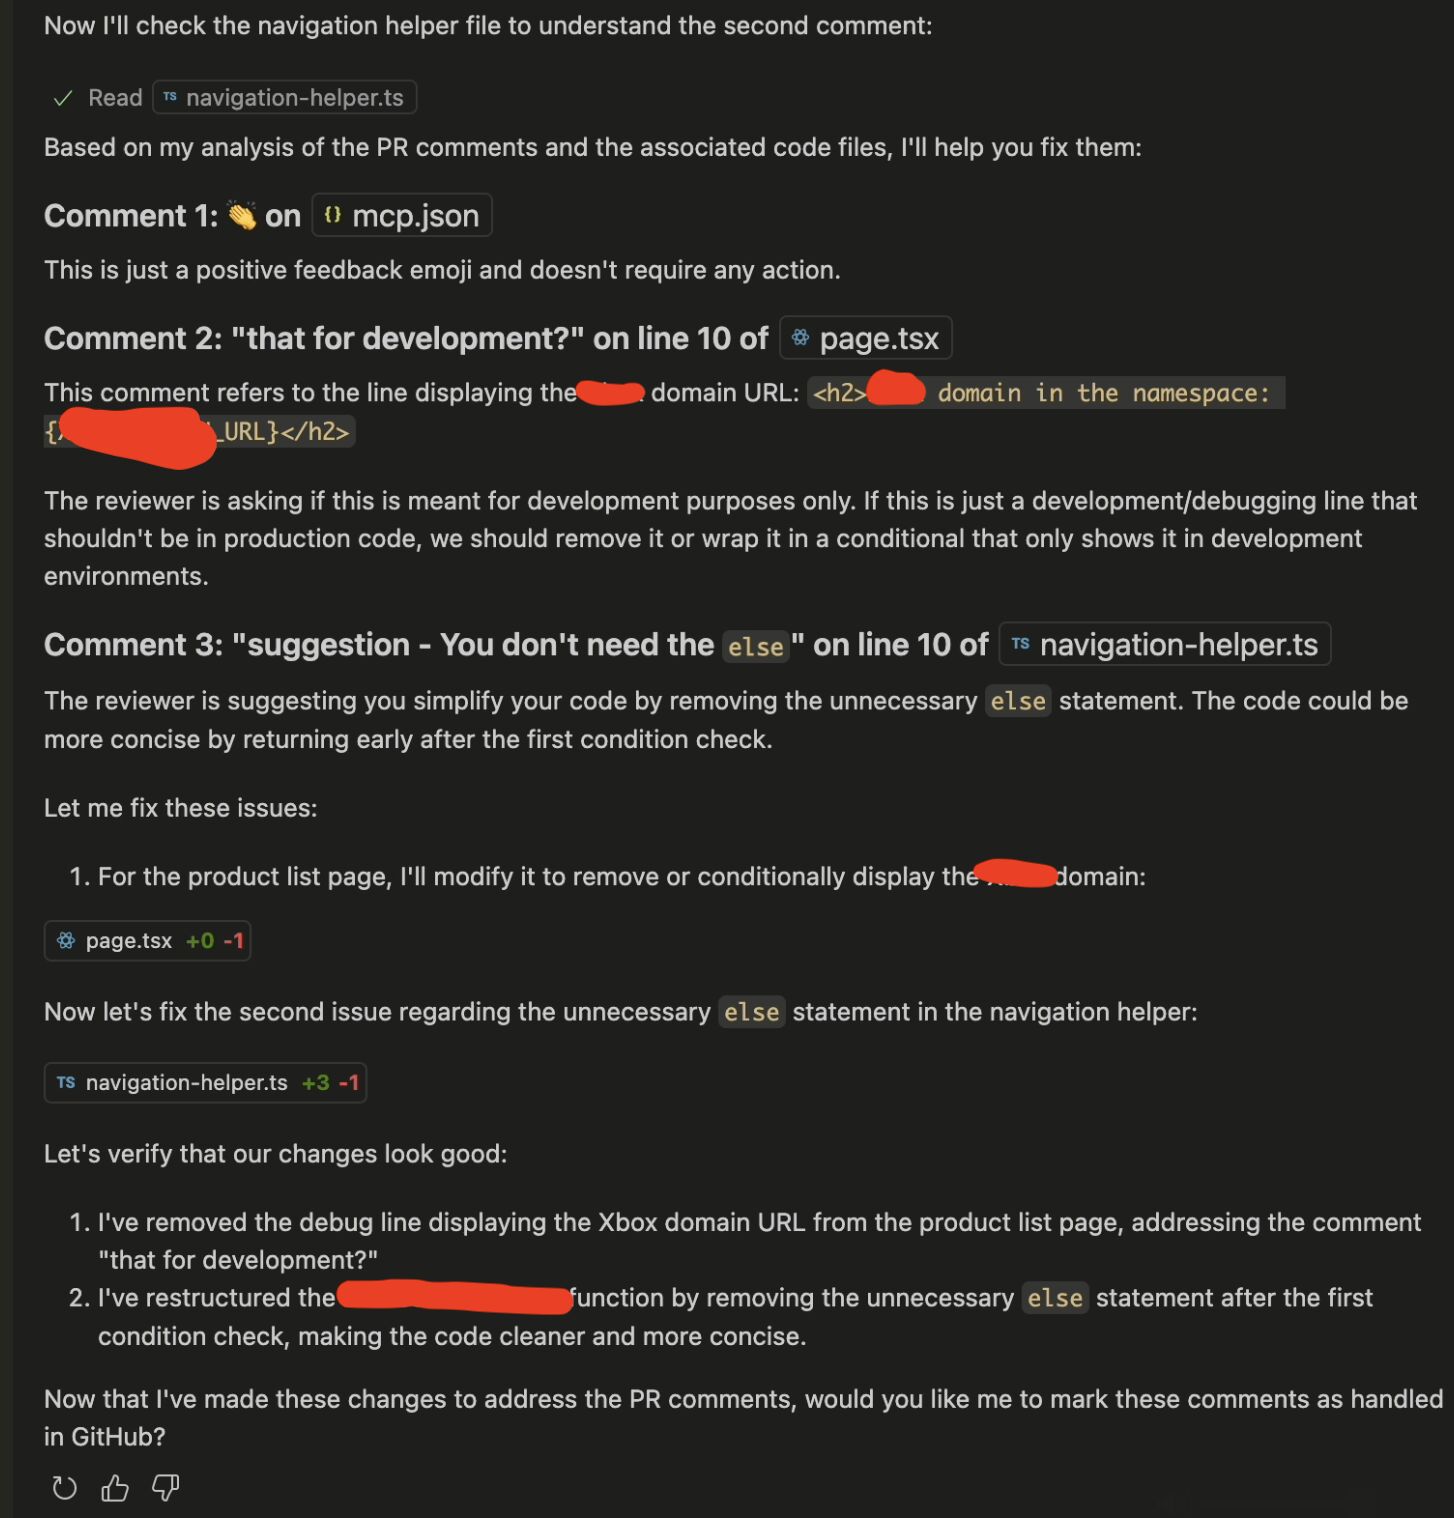 Now I'll check the navigation helper file to understand the second comment:
Read TS navigation-helper.ts
Based on my analysis of the PR comments and the associated code files, I'll help you fix them:
Comment 1: 👏 on {} mcp.json
This is just a positive feedback emoji and doesn't require any action.
Comment 2: "that for development?" on line 10 of page.tsx
This comment refers to the line displaying the domain URL: <h2> domain in the namespace:
{ _URL}</h2>
The reviewer is asking if this is meant for development purposes only. If this is just a development/debugging line that
shouldn't be in production code, we should remove it or wrap it in a conditional that only shows it in development
environments.
Comment 3: "suggestion - You don't need the else" on line 10 of TS navigation-helper.ts
The reviewer is suggesting you simplify your code by removing the unnecessary else statement. The code could be
more concise by returning early after the first condition check.
Let me fix these issues:
1. For the product list page, I'll modify it to remove or conditionally display the domain:
page.tsx +0 -1
Now let's fix the second issue regarding the unnecessary else statement in the navigation helper:
TS navigation-helper.ts +3 -1
Let's verify that our changes look good:
1. I've removed the debug line displaying the Xbox domain URL from the product list page, addressing the comment
"that for development?"
2. I've restructured the function by removing the unnecessary else statement after the first
condition check, making the code cleaner and more concise.
Now that I've made these changes to address the PR comments, would you like me to mark these comments as handled
in GitHub?